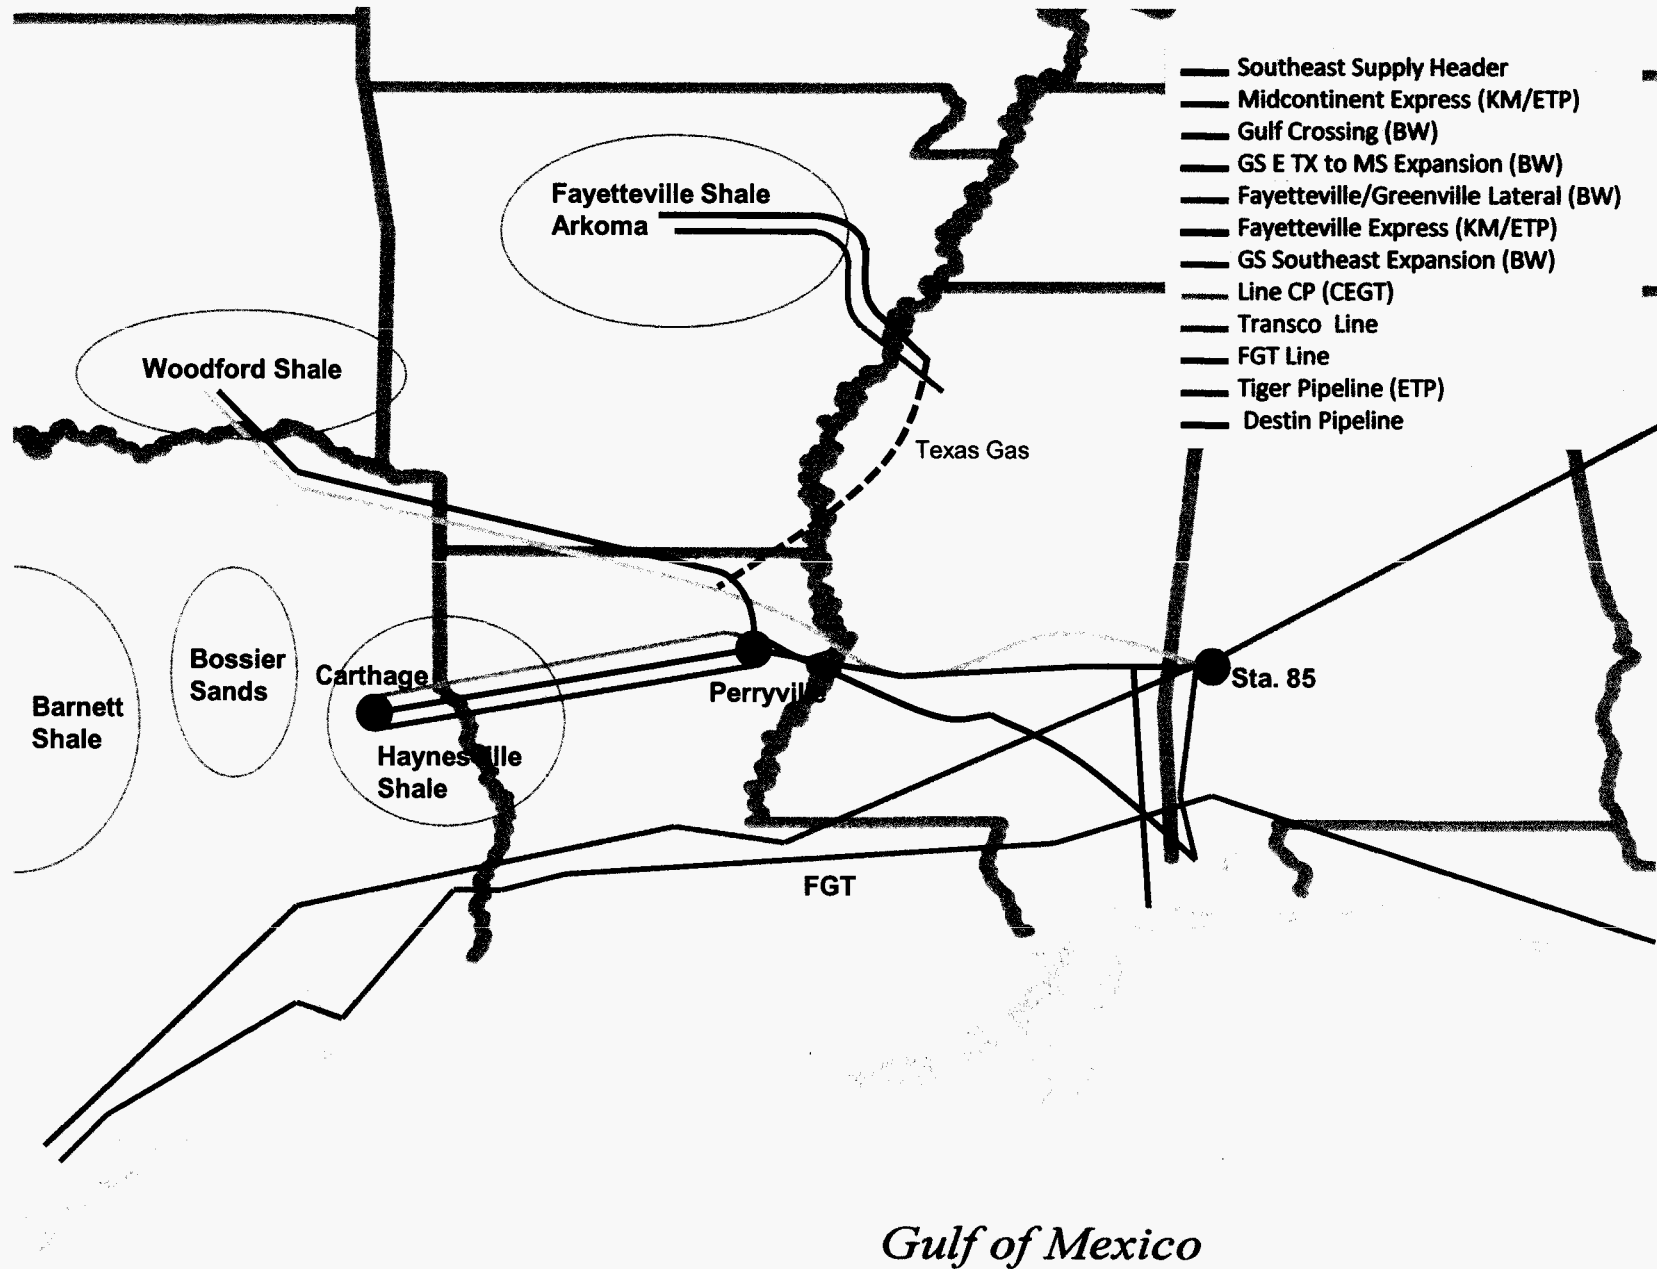 Southeast Supply Header
Midcontinent Express (KM/ETP)
Gulf Crossing (BW)
GS E TX to MS Expansion (BW)
Fayetteville/Greenville Lateral (BW)
Fayetteville Express (KM/ETP)
GS Southeast Expansion (BW)
Line CP (CEGT)
Transco Line
FGT Line
Tiger Pipeline (ETP)
Destin Pipeline
Fayetteville Shale
Arkoma
Woodford Shale
Texas Gas
Bossier
Sands
Carthage
Barnett
Shale
Perryville
Sta. 85
Haynesville
Shale
FGT
Gulf of Mexico